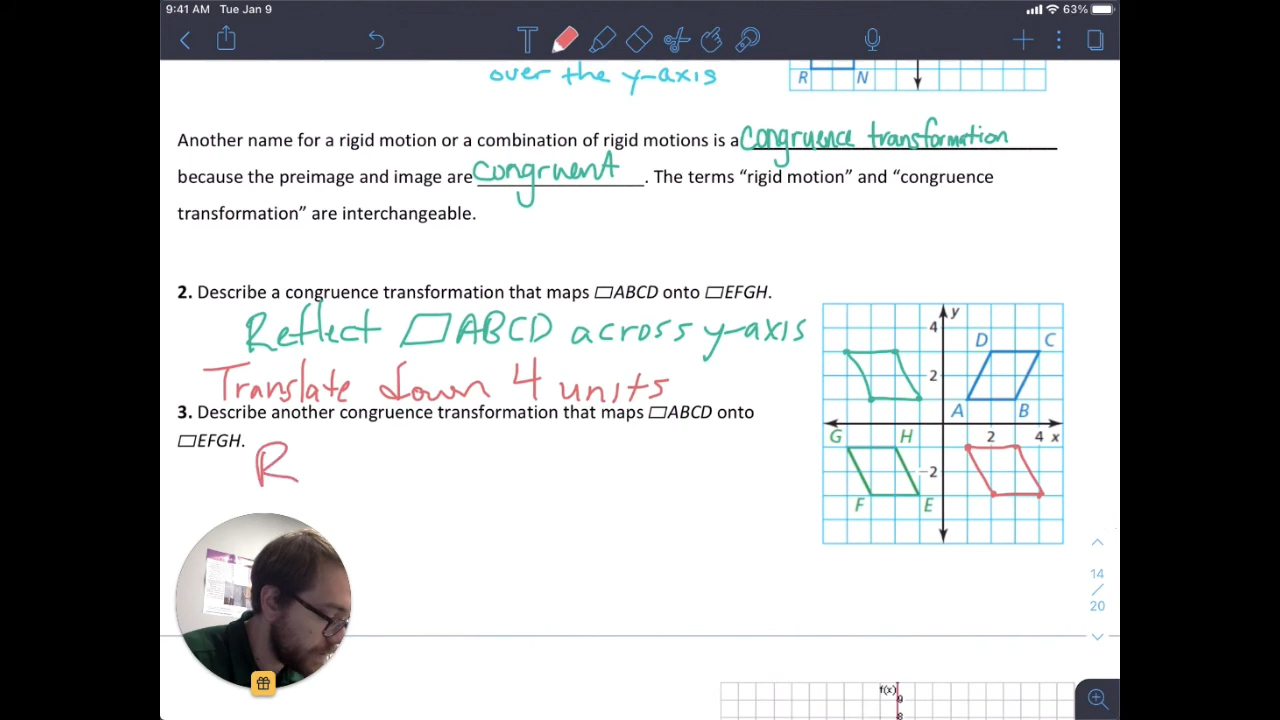 9:41 AM Tue Jan 9
63%
T
over the y-axis
R N
Another name for a rigid motion or a combination of rigid motions is a congruence transformation
because the preimage and image are congruent. The terms “rigid motion” and “congruence
transformation” are interchangeable.
2. Describe a congruence transformation that maps ▱ABCD onto ▱EFGH.
Reflect ▱ABCD across y-axis
Translate down 4 units
3. Describe another congruence transformation that maps ▱ABCD onto
▱EFGH.
R
y
4
D C
2
A B
G H 2 4 x
-2
F E
14
/
20
f(x)
9
8